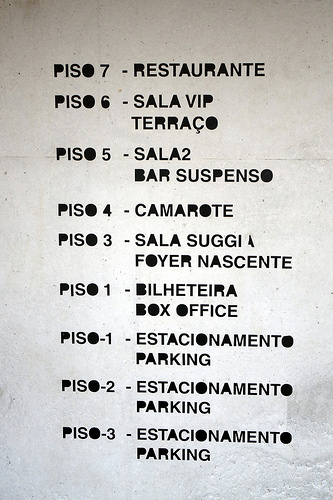 PISO 7 - RESTAURANTE
PISO 6 - SALA VIP
TERRAÇO
PISO 5 - SALA2
BAR SUSPENSO
PISO 4 - CAMAROTE
PISO 3 - SALA SUGGI
FOYER NASCENTE
PISO 1 - BILHETEIRA
BOX OFFICE
PISO-1 - ESTACIONAMENTO
PARKING
PISO-2 - ESTACIONAMENTO
PARKING
PISO-3 - ESTACIONAMENTO
PARKING